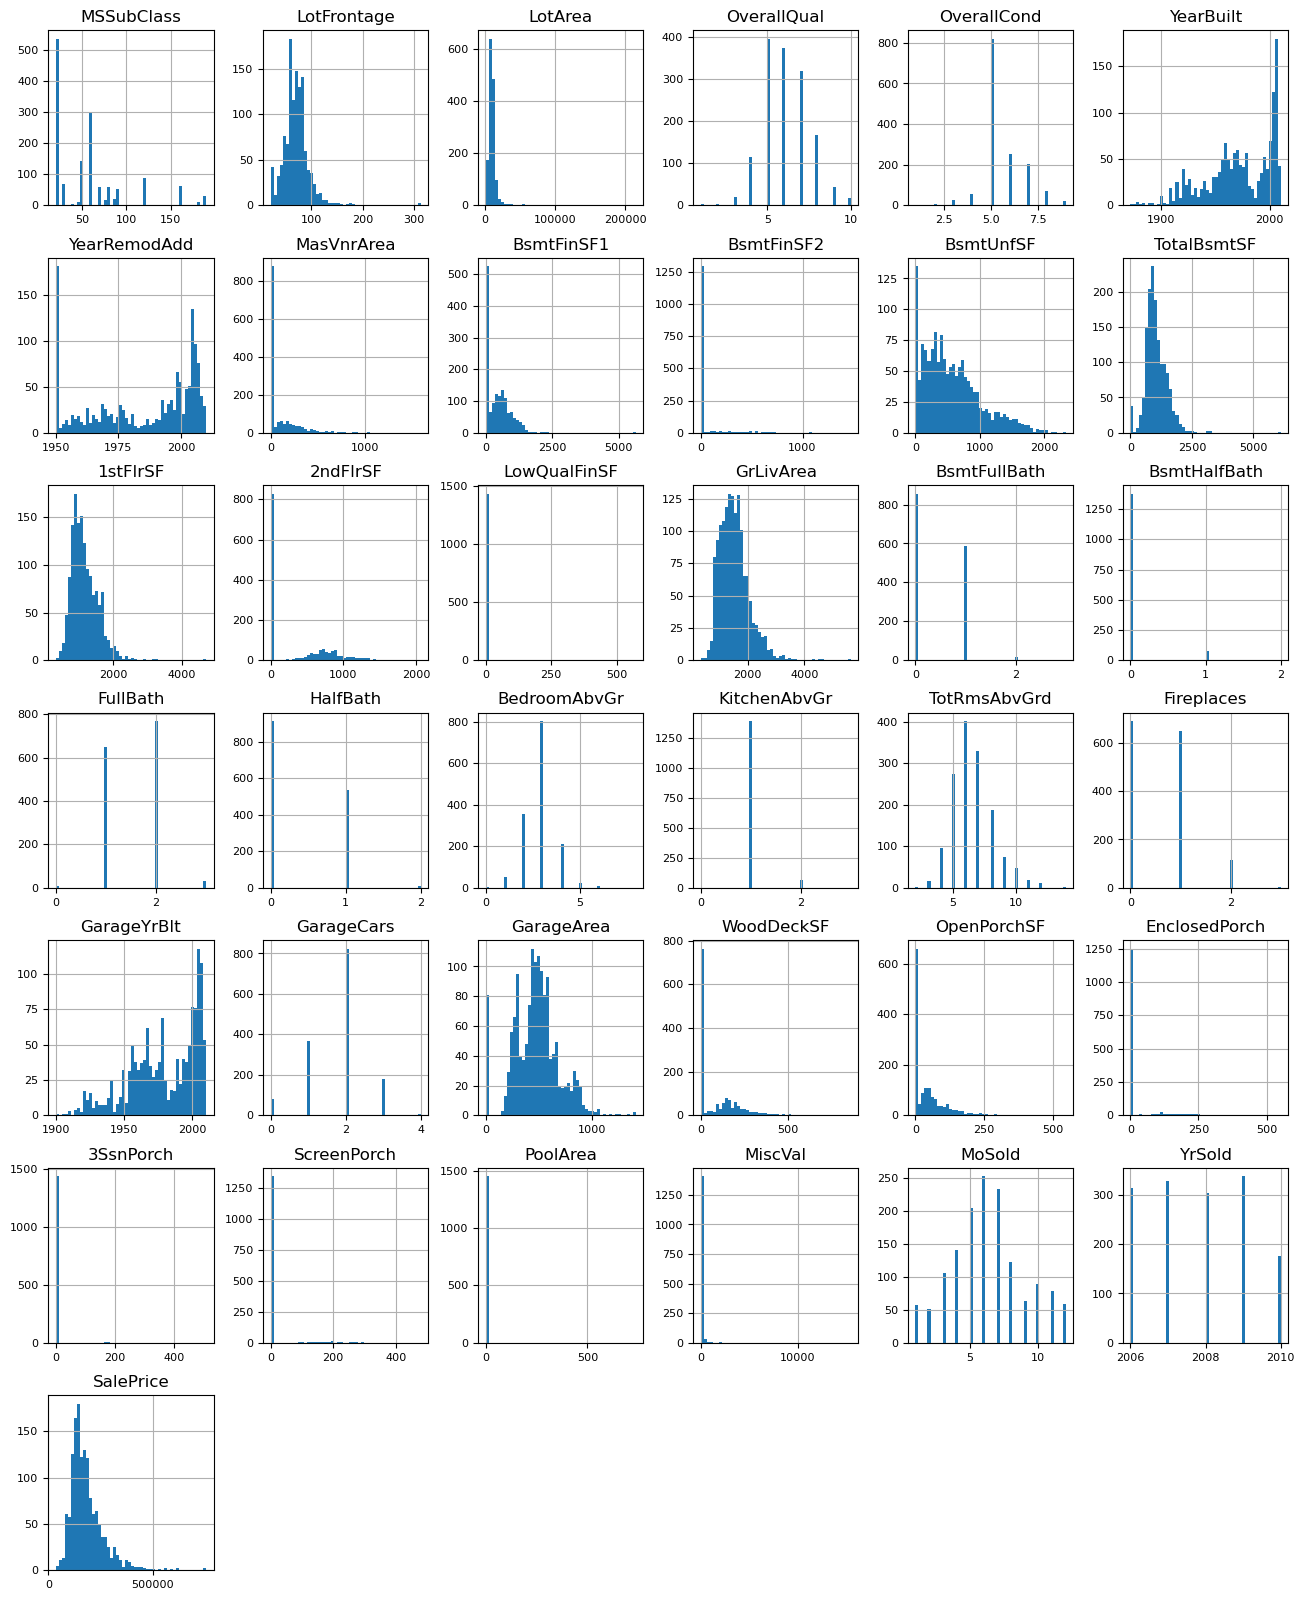 MSSubClass LotFrontage LotArea OverallQual OverallCond YearBuilt
500 400 300 200 100 0
50 100 150
150 100 50 0
100 200 300
600 400 200 0
0 100000 200000
400 300 200 100 0
5 10
800 600 400 200 0
2.5 5.0 7.5
150 100 50 0
1900 2000
YearRemodAdd MasVnrArea BsmtFinSF1 BsmtFinSF2 BsmtUnfSF TotalBsmtSF
150 100 50 0
1950 1975 2000
800 600 400 200 0
0 1000
500 400 300 200 100 0
0 2000 4000
1250 1000 750 500 250 0
0 1000
125 100 75 50 25 0
0 1000 2000
200 150 100 50 0
0 2500 5000
1stFlrSF 2ndFlrSF LowQualFinSF GrLivArea BsmtFullBath BsmtHalfBath
150 100 50 0
2000 4000
800 600 400 200 0
0 1000 2000
1500 1000 500 0
0 250 500
125 100 75 50 25 0
2000 4000
800 600 400 200 0
0 1 2
1250 1000 750 500 250 0
0 1 2
FullBath HalfBath BedroomAbvGr KitchenAbvGr TotRmsAbvGrd Fireplaces
800 600 400 200 0
0 2
800 600 400 200 0
0 1 2
800 600 400 200 0
0 5
1250 1000 750 500 250 0
0 2
400 300 200 100 0
5 10
600 400 200 0
0 2
GarageYrBlt GarageCars GarageArea WoodDeckSF OpenPorchSF EnclosedPorch
100 75 50 25 0
1900 1950 2000
800 600 400 200 0
0 2 4
100 80 60 40 20 0
0 1000
800 600 400 200 0
0 500
600 400 200 0
0 250 500
1250 1000 750 500 250 0
0 250 500
3SsnPorch ScreenPorch PoolArea MiscVal MoSold YrSold
1500 1000 500 0
0 200 400
1250 1000 750 500 250 0
0 200 400
1500 1000 500 0
0 500
1250 1000 750 500 250 0
0 10000
250 200 150 100 50 0
5 10
300 200 100 0
2006 2008 2010
SalePrice
150 100 50 0
0 500000